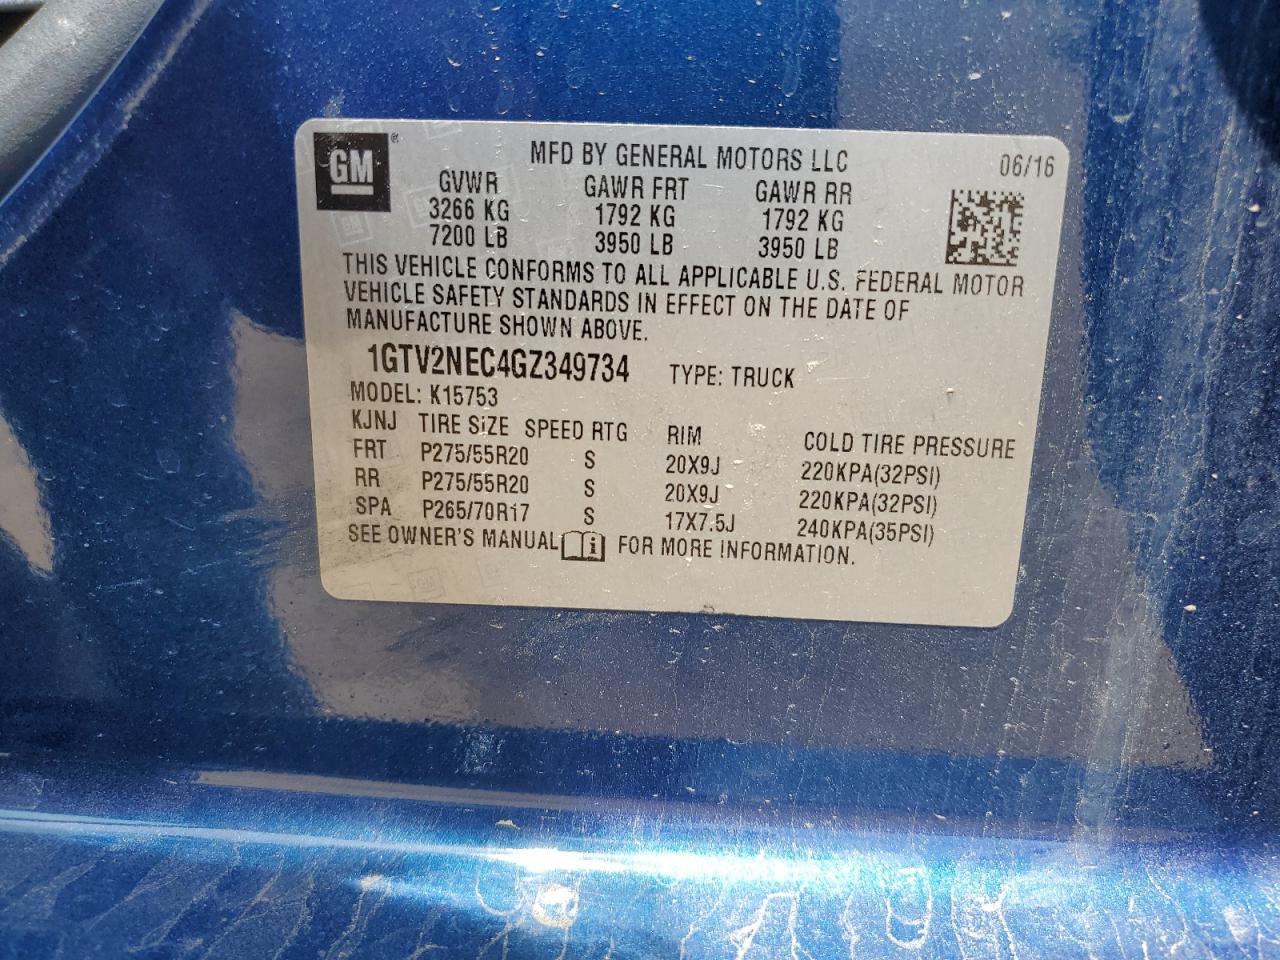 GM ®
MFD BY GENERAL MOTORS LLC 06/16
GVWR GAWR FRT GAWR RR
3266 KG 1792 KG 1792 KG
7200 LB 3950 LB 3950 LB
THIS VEHICLE CONFORMS TO ALL APPLICABLE U.S. FEDERAL MOTOR
VEHICLE SAFETY STANDARDS IN EFFECT ON THE DATE OF
MANUFACTURE SHOWN ABOVE.
1GTV2NEC4GZ349734 TYPE: TRUCK
MODEL: K15753
KJNJ TIRE SIZE SPEED RTG RIM COLD TIRE PRESSURE
FRT P275/55R20 S 20X9J 220KPA(32PSI)
RR P275/55R20 S 20X9J 220KPA(32PSI)
SPA P265/70R17 S 17X7.5J 240KPA(35PSI)
SEE OWNER'S MANUAL i FOR MORE INFORMATION.